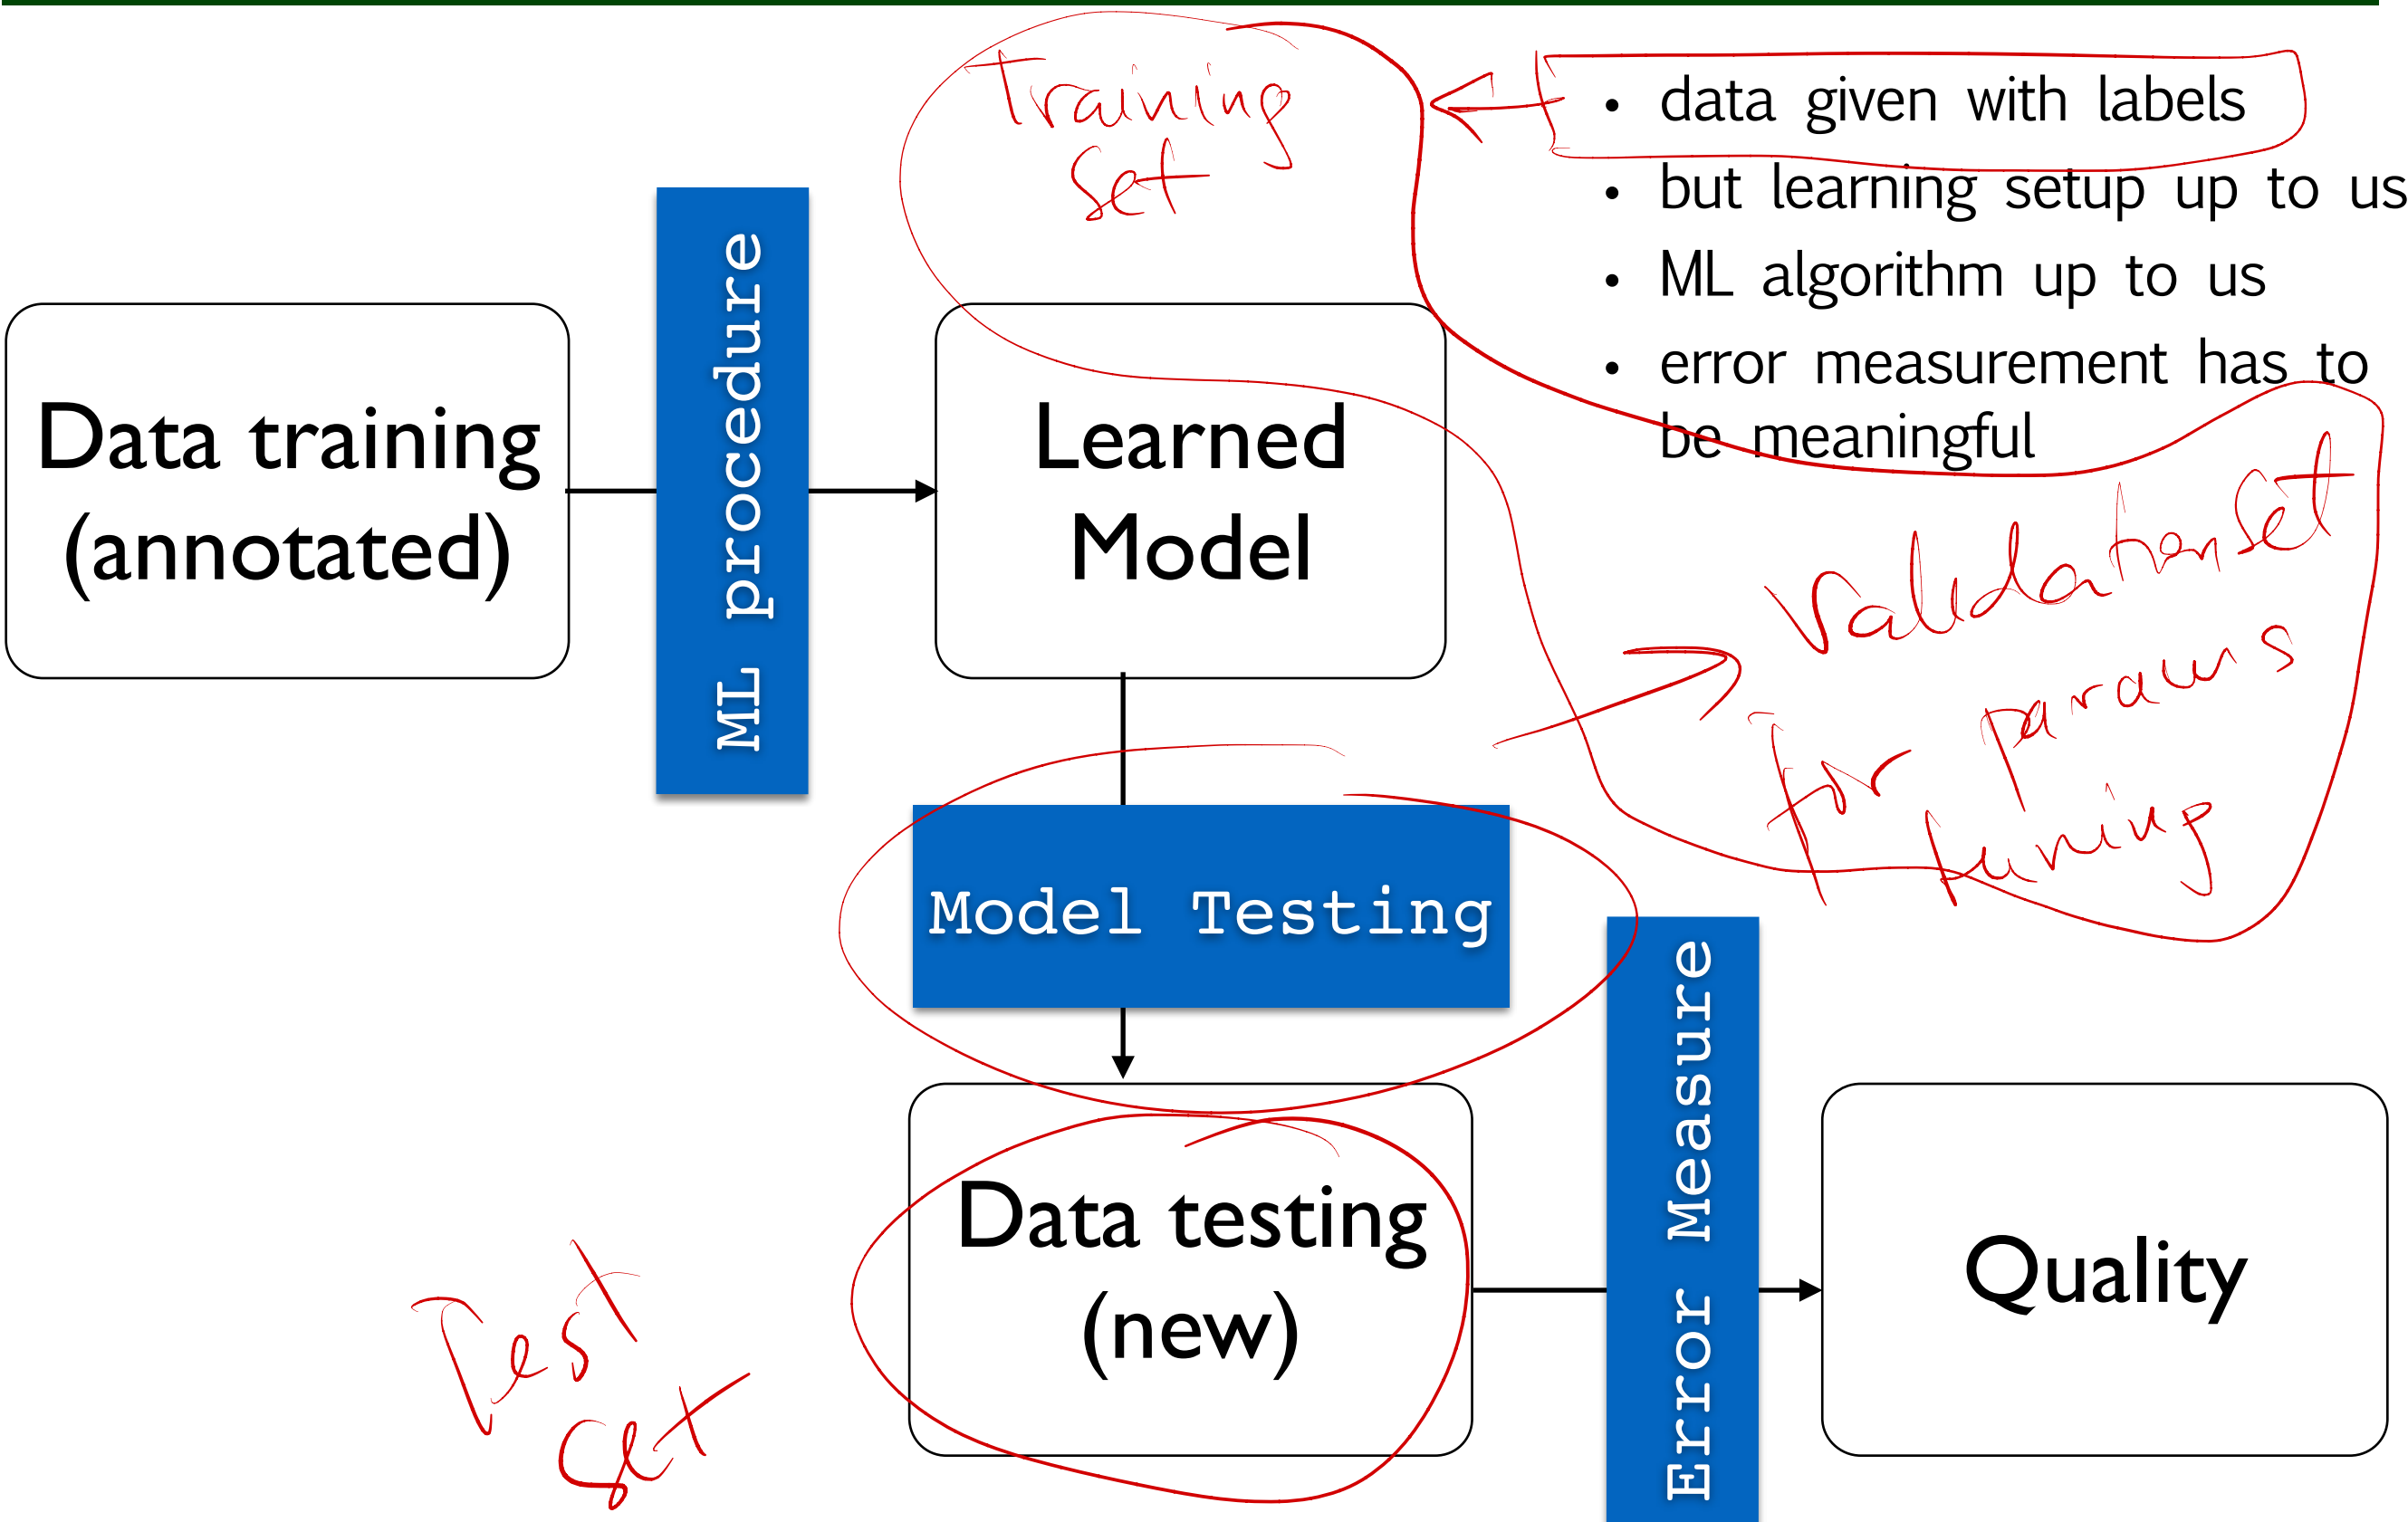 Training
Set
• data given with labels
• but learning setup up to us
• ML algorithm up to us
• error measurement has to
be meaningful
Data training
(annotated)
ML procedure
Learned
Model
Validation Set
for params
tuning
Model Testing
Data testing
(new)
Error Measure
Quality
Test
Set